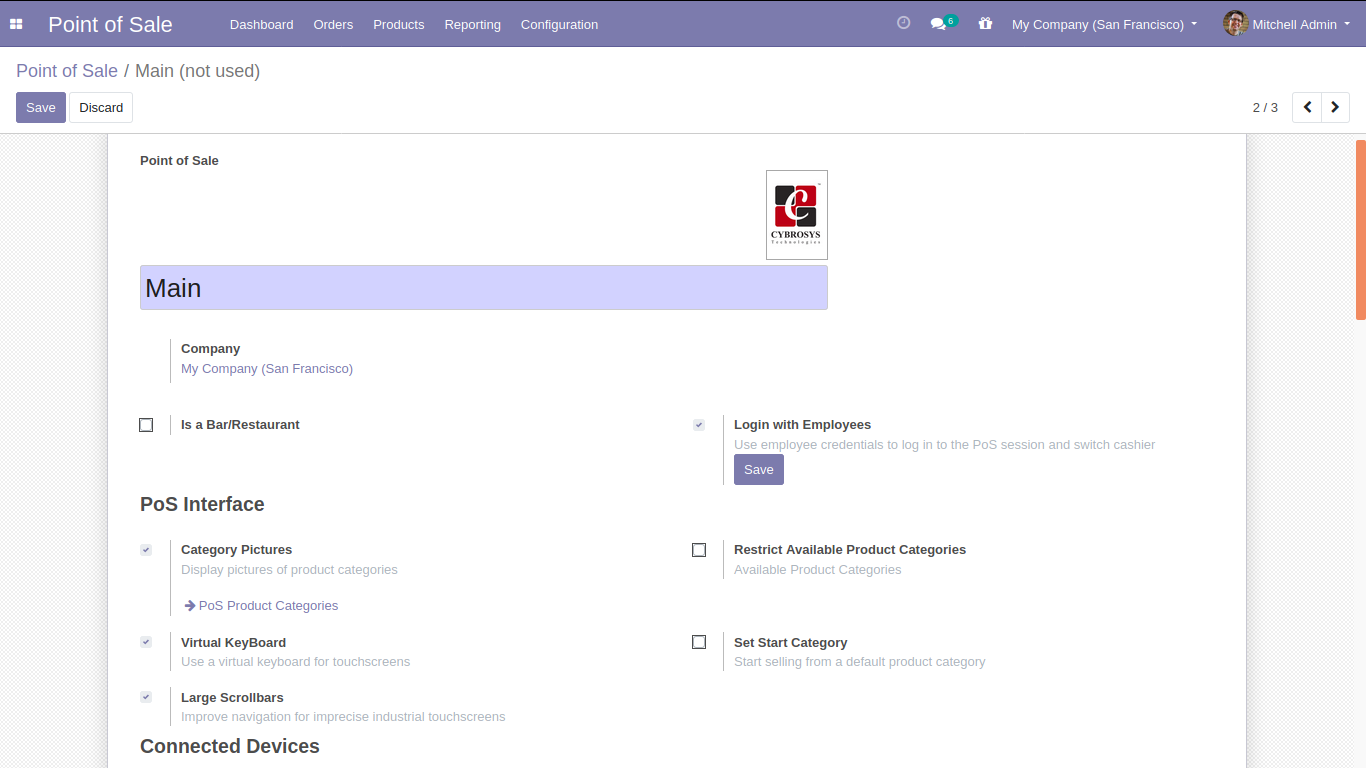 Point of Sale Dashboard Orders Products Reporting Configuration 6 My Company (San Francisco) Mitchell Admin
Point of Sale / Main (not used)
Save Discard 2 / 3
Point of Sale
CYBROSYS
Technologies
Main
Company
My Company (San Francisco)
Is a Bar/Restaurant
Login with Employees
Use employee credentials to log in to the PoS session and switch cashier
Save
PoS Interface
Category Pictures
Display pictures of product categories
PoS Product Categories
Restrict Available Product Categories
Available Product Categories
Virtual KeyBoard
Use a virtual keyboard for touchscreens
Set Start Category
Start selling from a default product category
Large Scrollbars
Improve navigation for imprecise industrial touchscreens
Connected Devices